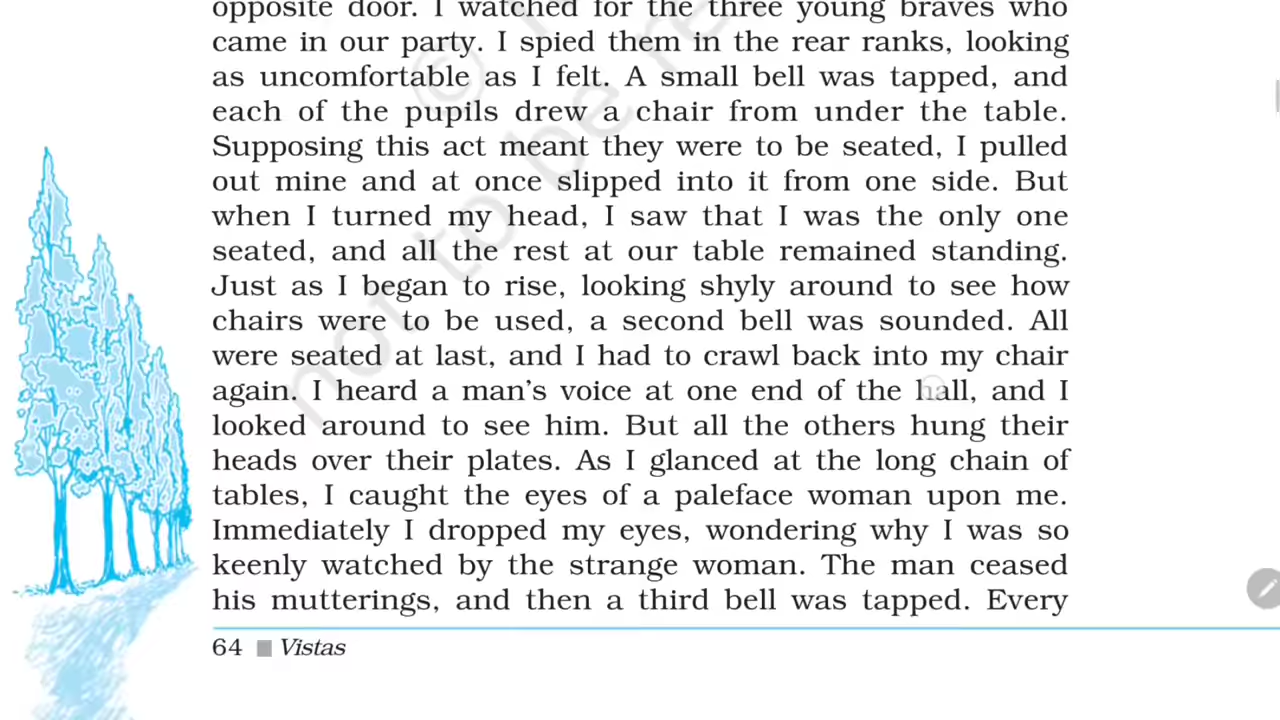 opposite door. I watched for the three young braves who
came in our party. I spied them in the rear ranks, looking
as uncomfortable as I felt. A small bell was tapped, and
each of the pupils drew a chair from under the table.
Supposing this act meant they were to be seated, I pulled
out mine and at once slipped into it from one side. But
when I turned my head, I saw that I was the only one
seated, and all the rest at our table remained standing.
Just as I began to rise, looking shyly around to see how
chairs were to be used, a second bell was sounded. All
were seated at last, and I had to crawl back into my chair
again. I heard a man's voice at one end of the hall, and I
looked around to see him. But all the others hung their
heads over their plates. As I glanced at the long chain of
tables, I caught the eyes of a paleface woman upon me.
Immediately I dropped my eyes, wondering why I was so
keenly watched by the strange woman. The man ceased
his mutterings, and then a third bell was tapped. Every
64 Vistas
© 
not to be re